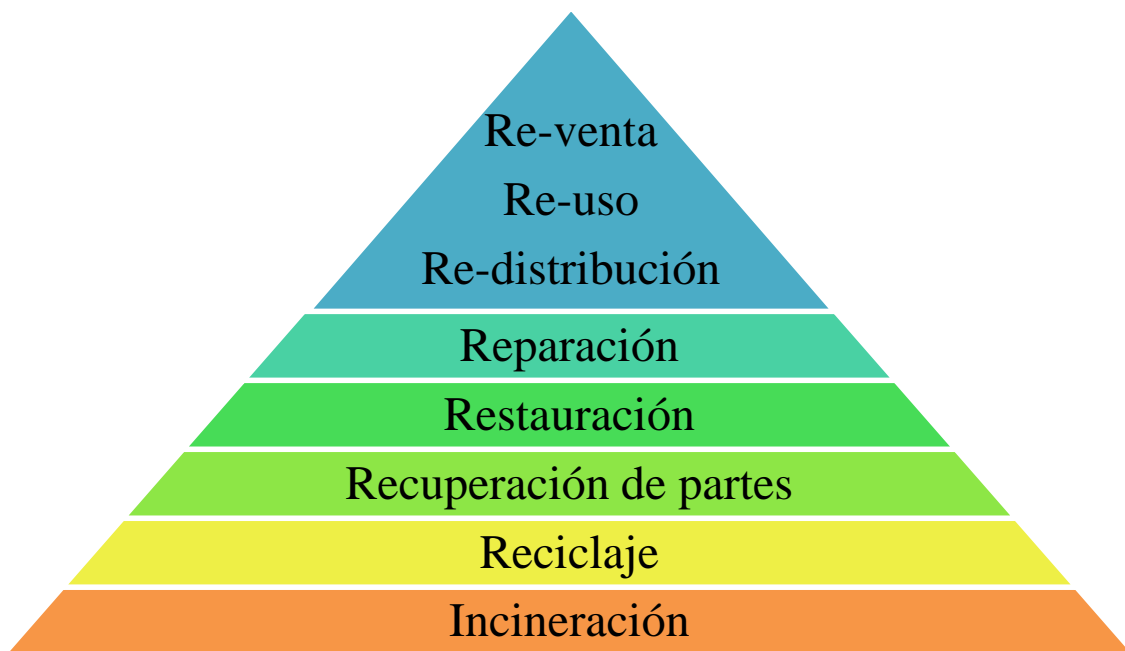 Re-venta
Re-uso
Re-distribución
Reparación
Restauración
Recuperación de partes
Reciclaje
Incineración